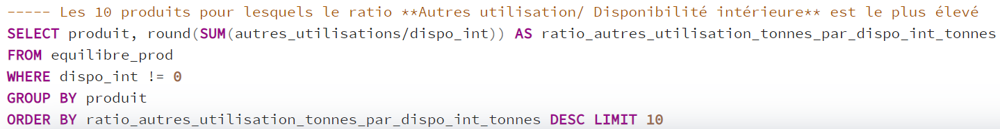 ----- Les 10 produits pour lesquels le ratio **Autres utilisation/ Disponibilité intérieure** est le plus élevé
SELECT produit, round(SUM(autres_utilisations/dispo_int)) AS ratio_autres_utilisation_tonnes_par_dispo_int_tonnes
FROM equilibre_prod
WHERE dispo_int != 0
GROUP BY produit
ORDER BY ratio_autres_utilisation_tonnes_par_dispo_int_tonnes DESC LIMIT 10